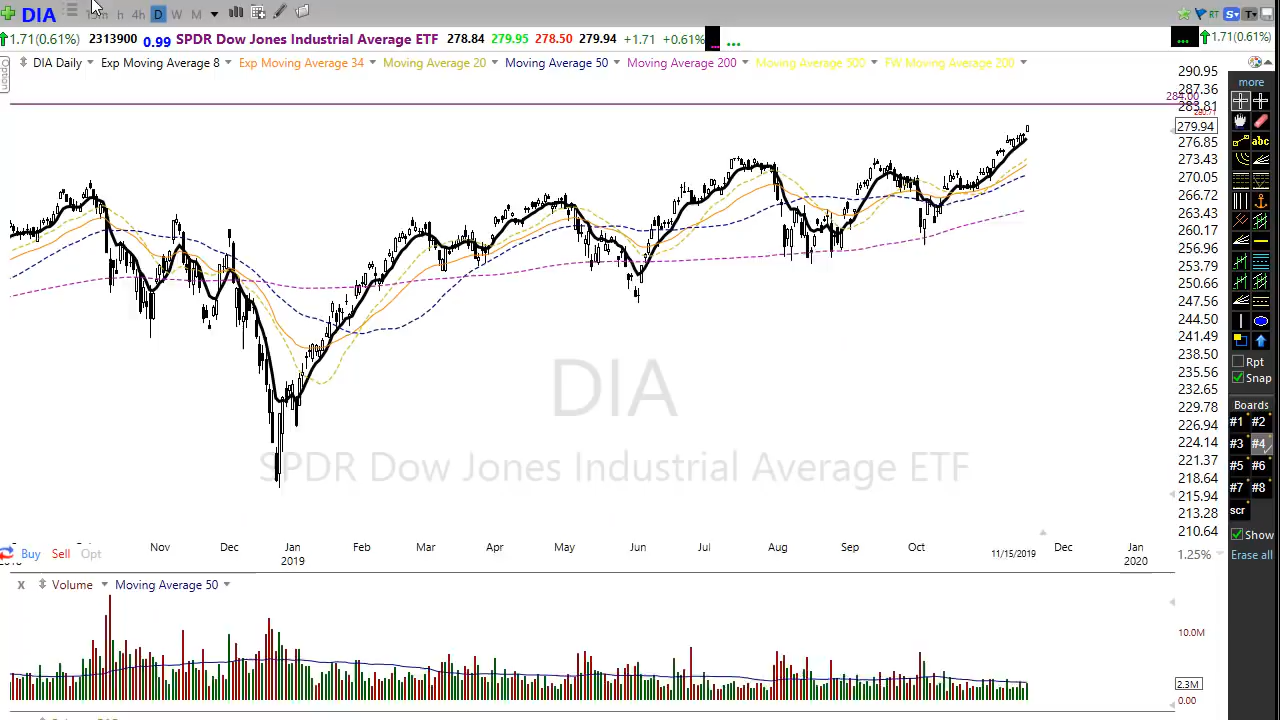 DIA h 4h D W M RT S T
1.71(0.61%) 2313900 0.99 SPDR Dow Jones Industrial Average ETF 278.84 279.95 278.50 279.94 +1.71 +0.61% ... ... 1.71(0.61%)
Option
DIA Daily Exp Moving Average 8 Exp Moving Average 34 Moving Average 20 Moving Average 50 Moving Average 200 Moving Average 500 FW Moving Average 200
290.95
287.36
284.00
283.81
279.94
276.85
273.43
270.05
266.72
263.43
260.17
256.96
253.79
250.66
247.56
244.50
241.49
238.50
235.56
232.65
229.78
226.94
224.14
221.37
218.64
215.94
213.28
210.64
more
abc
Rpt
Snap
Boards
#1 #2
#3 #4
#5 #6
#7 #8
scr
Show
Erase all
DIA
SPDR Dow Jones Industrial Average ETF
Nov Dec Jan Feb Mar Apr May Jun Jul Aug Sep Oct 11/15/2019 Dec Jan
2019 2020
Buy Sell Opt 1.25%
X Volume Moving Average 50
10.0M
2.3M
0.00